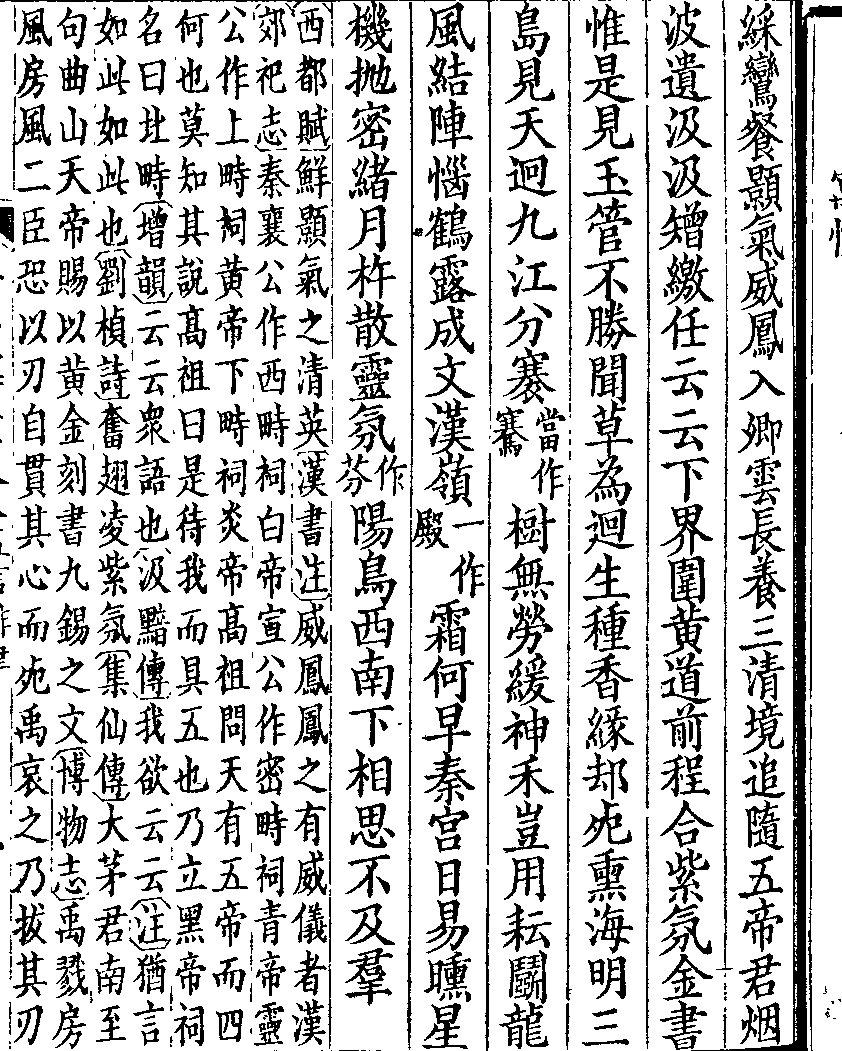 綵鸞餐顥氣威鳳入卿雲長養三清境追隨五帝君烟
波遺汲汲矰繳任云云下界圍黃道前程合紫氛金書
惟是見玉管不勝聞草為迥生種香緣却死熏海明三
島見天迥九江分寨當作騫樹無勞緩神禾豈用耘鬭龍
風結陣惱鶴露成文漢嶺一作殿霜何早秦宮日易曛星
機抛密緒月杵散靈氛作芬陽鳥西南下相思不及羣
西都賦鮮顥氣之清英漢書注威鳳鳳之有威儀者漢
郊祀志秦襄公作西畤祠白帝宣公作密畤祠青帝靈
公作上畤祠黃帝下畤祠炎帝高祖問天有五帝而四
何也莫知其說高祖曰是待我而具五也乃立黑帝祠
名曰北畤增韻云云衆語也汲黯傳我欲云云注猶言
如此如此也劉楨詩奮翅凌紫氛集仙傳大茅君南至
句曲山天帝賜以黃金刻書九錫之文博物志禹戮房
風房風二臣恐以刃自貫其心而死禹哀之乃拔其刃